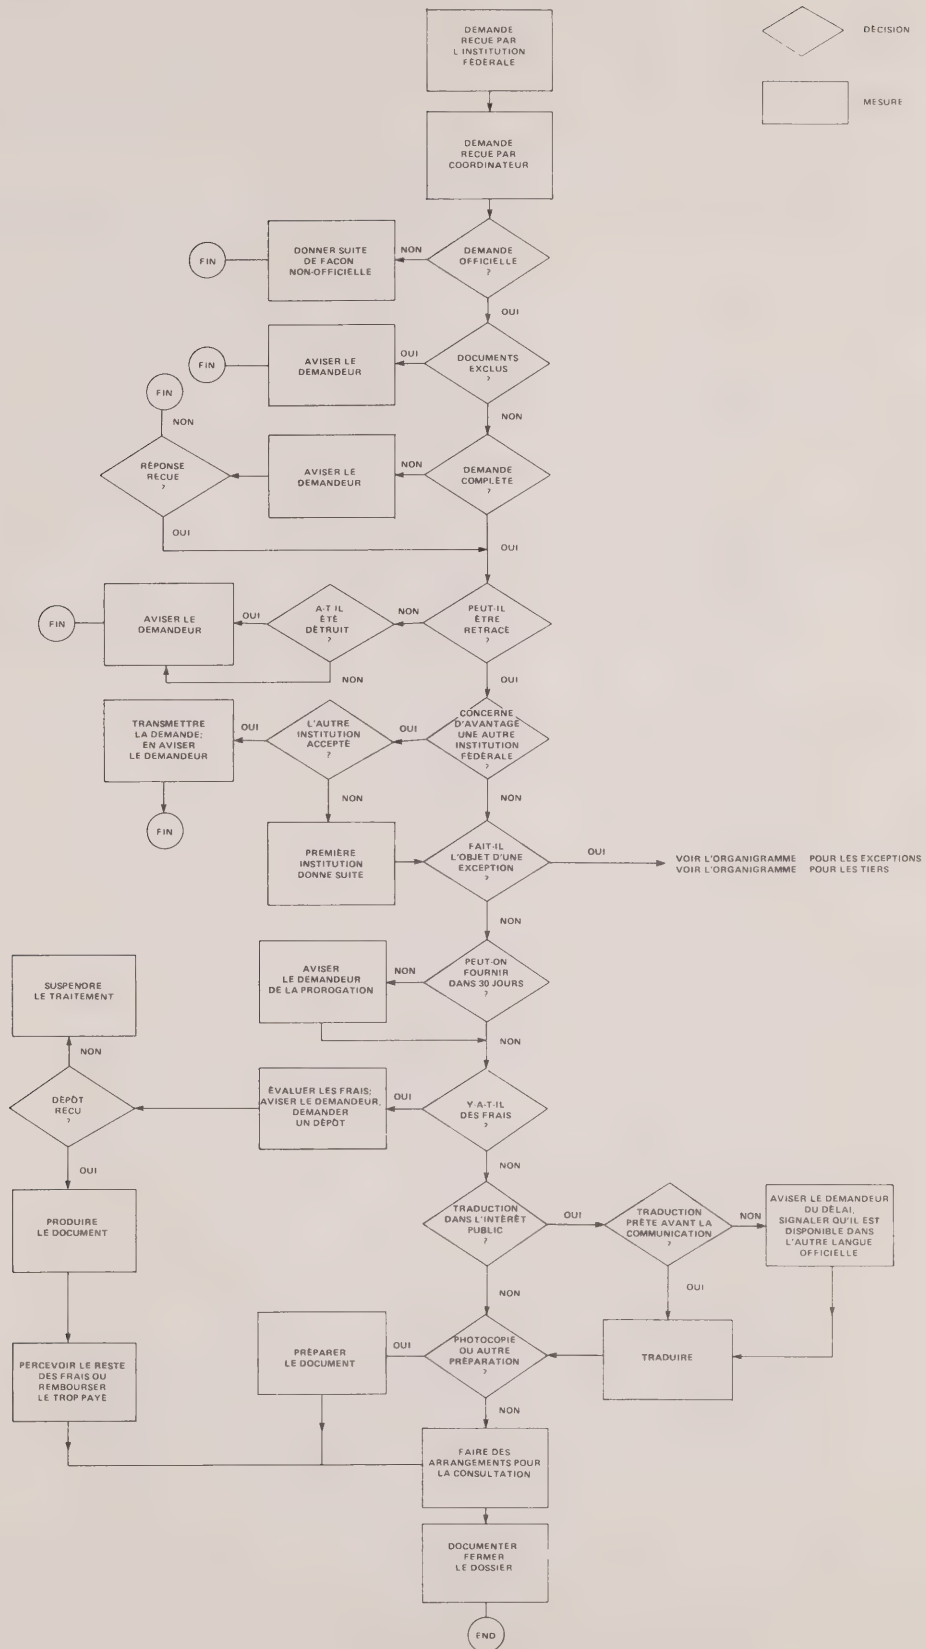 DEMANDE
RECUE PAR
L INSTITUTION
FÉDÉRALE
DÉCISION
MESURE
DEMANDE
RECUE PAR
COORDINATEUR
FIN
DONNER SUITE
DE FAÇON
NON-OFFICIELLE
NON
DEMANDE
OFFICIELLE
?
OUI
FIN
AVISER LE
DEMANDEUR
OUI
DOCUMENTS
EXCLUS
?
FIN
NON
NON
RÉPONSE
RECUE
?
AVISER LE
DEMANDEUR
NON
DEMANDE
COMPLÈTE
?
OUI
OUI
FIN
AVISER LE
DEMANDEUR
OUI
A-T IL
ÉTÉ
DÉTRUIT
?
NON
PEUT-IL
ÊTRE
RETRACÉ
?
NON
OUI
TRANSMETTRE
LA DEMANDE;
EN AVISER
LE DEMANDEUR
OUI
L'AUTRE
INSTITUTION
ACCEPTE
?
OUI
CONCERNE
D'AVANTAGE
UNE AUTRE
INSTITUTION
FÉDÉRALE
?
NON
NON
FIN
PREMIÈRE
INSTITUTION
DONNE SUITE
FAIT-IL
L'OBJET D'UNE
EXCEPTION
?
OUI
VOIR L'ORGANIGRAMME POUR LES EXCEPTIONS
VOIR L'ORGANIGRAMME POUR LES TIERS
NON
SUSPENDRE
LE TRAITEMENT
AVISER
LE DEMANDEUR
DE LA PROROGATION
NON
PEUT-ON
FOURNIR
DANS 30 JOURS
?
NON
NON
DÉPÔT
RECU
?
ÉVALUER LES FRAIS;
AVISER LE DEMANDEUR,
DEMANDER
UN DÉPÔT
OUI
Y-A-T-IL
DES FRAIS
?
OUI
NON
PRODUIRE
LE DOCUMENT
TRADUCTION
DANS L'INTÉRÊT
PUBLIC
?
OUI
TRADUCTION
PRÊTE AVANT LA
COMMUNICATION
?
NON
AVISER LE DEMANDEUR
DU DÉLAI,
SIGNALER QU'IL EST
DISPONIBLE DANS
L'AUTRE LANGUE
OFFICIELLE
NON
OUI
PERCEVOIR LE RESTE
DES FRAIS OU
REMBOURSER
LE TROP PAYÉ
PRÉPARER
LE DOCUMENT
OUI
PHOTOCOPIE
OU AUTRE
PRÉPARATION
?
TRADUIRE
NON
FAIRE DES
ARRANGEMENTS POUR
LA CONSULTATION
DOCUMENTER
FERMER
LE DOSSIER
END